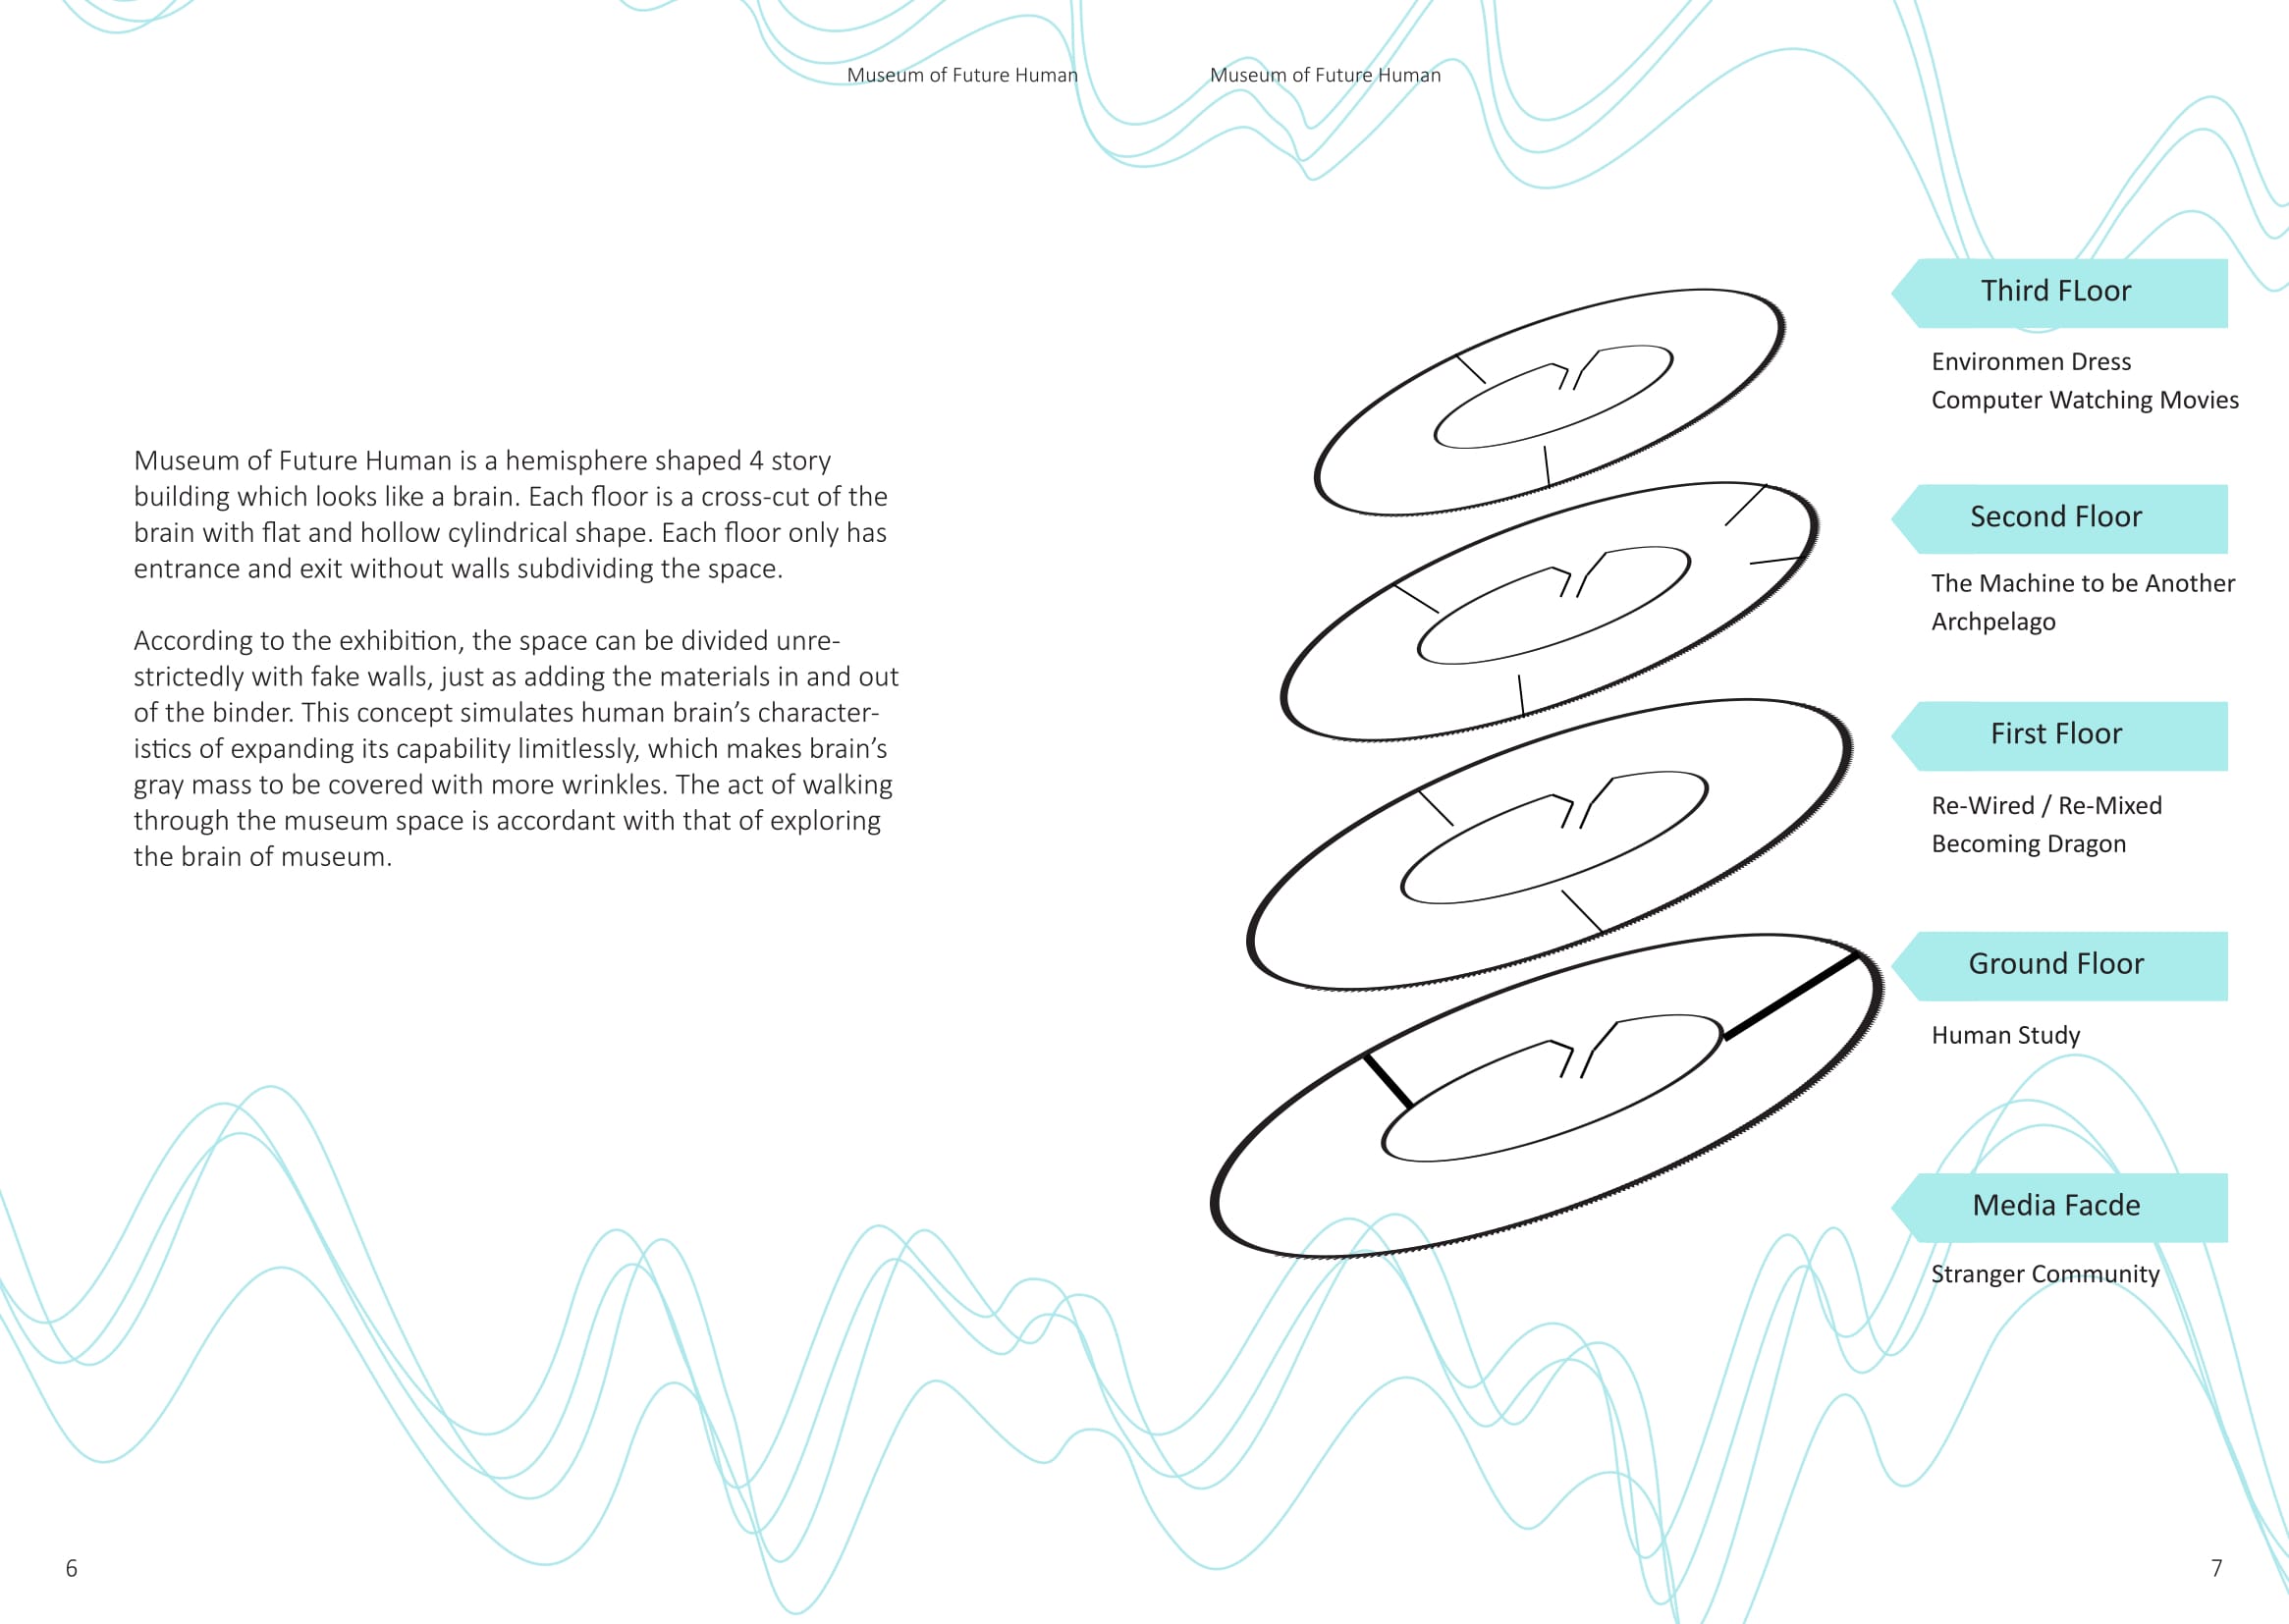 Museum of Future Human
Museum of Future Human is a hemisphere shaped 4 story
building which looks like a brain. Each floor is a cross-cut of the
brain with flat and hollow cylindrical shape. Each floor only has
entrance and exit without walls subdividing the space.
According to the exhibition, the space can be divided unre-
strictedly with fake walls, just as adding the materials in and out
of the binder. This concept simulates human brain’s character-
istics of expanding its capability limitlessly, which makes brain’s
gray mass to be covered with more wrinkles. The act of walking
through the museum space is accordant with that of exploring
the brain of museum.
6
Museum of Future Human
Third FLoor
Environmen Dress
Computer Watching Movies
Second Floor
The Machine to be Another
Archpelago
First Floor
Re-Wired / Re-Mixed
Becoming Dragon
Ground Floor
Human Study
Media Facde
Stranger Community
7